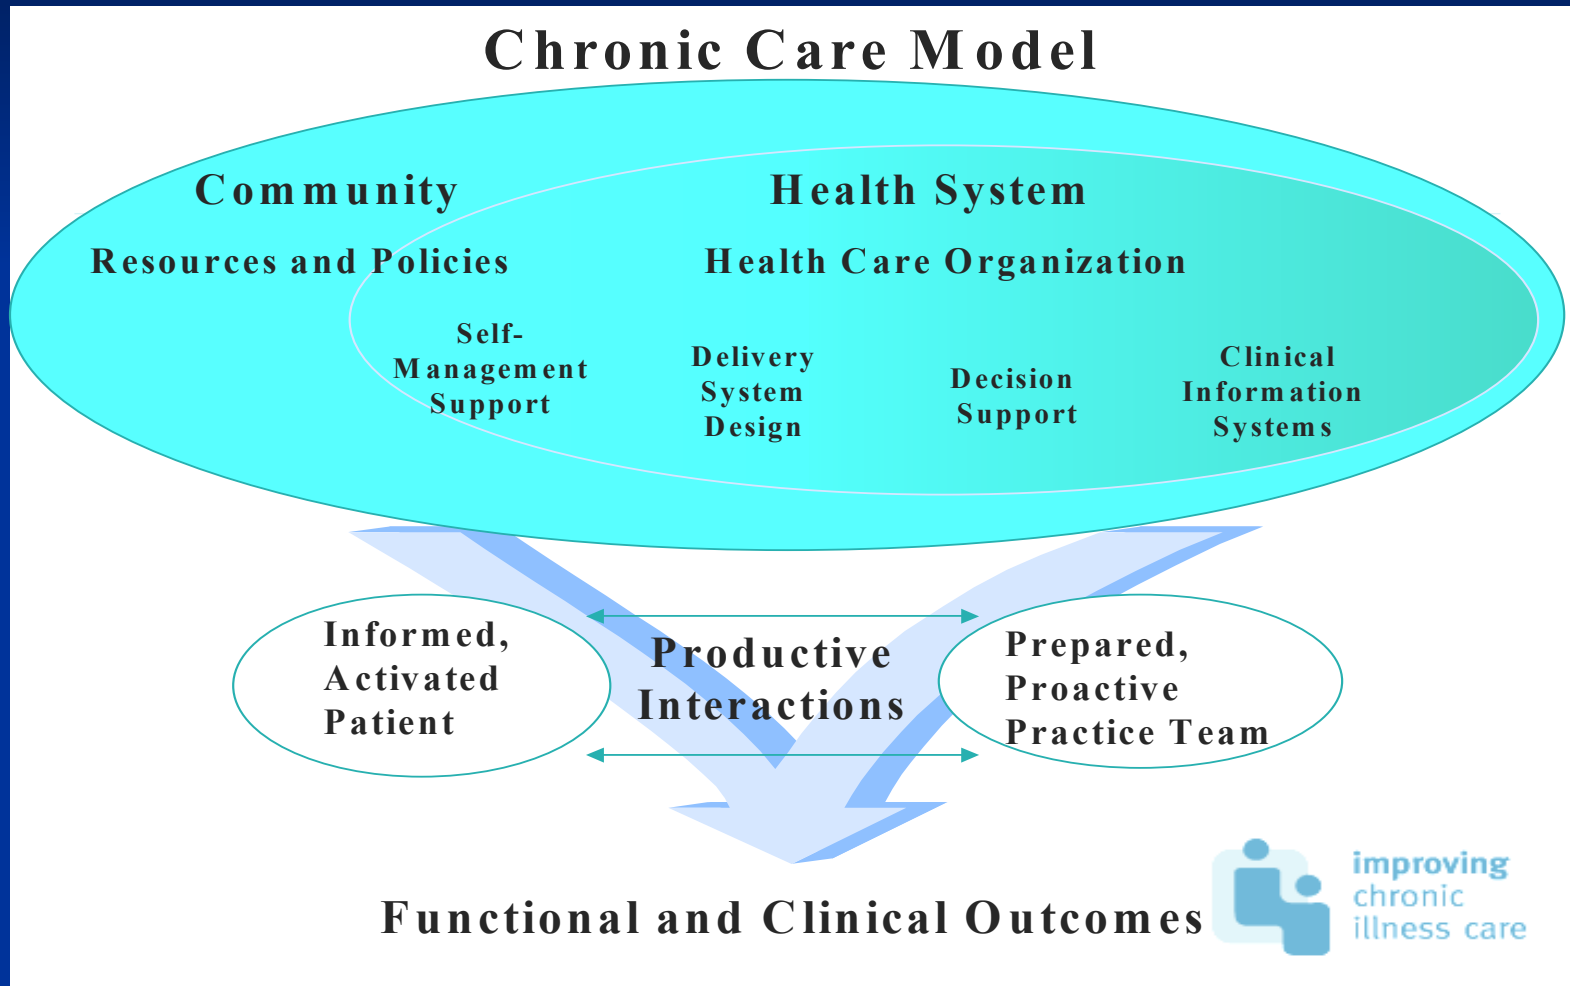 Chronic Care Model
Community
Health System
Resources and Policies
Health Care Organization
Self-
Management
Support
Delivery
System
Design
Decision
Support
Clinical
Information
Systems
Informed,
Activated
Patient
Productive
Interactions
Prepared,
Proactive
Practice Team
Functional and Clinical Outcomes
improving
chronic
illness care